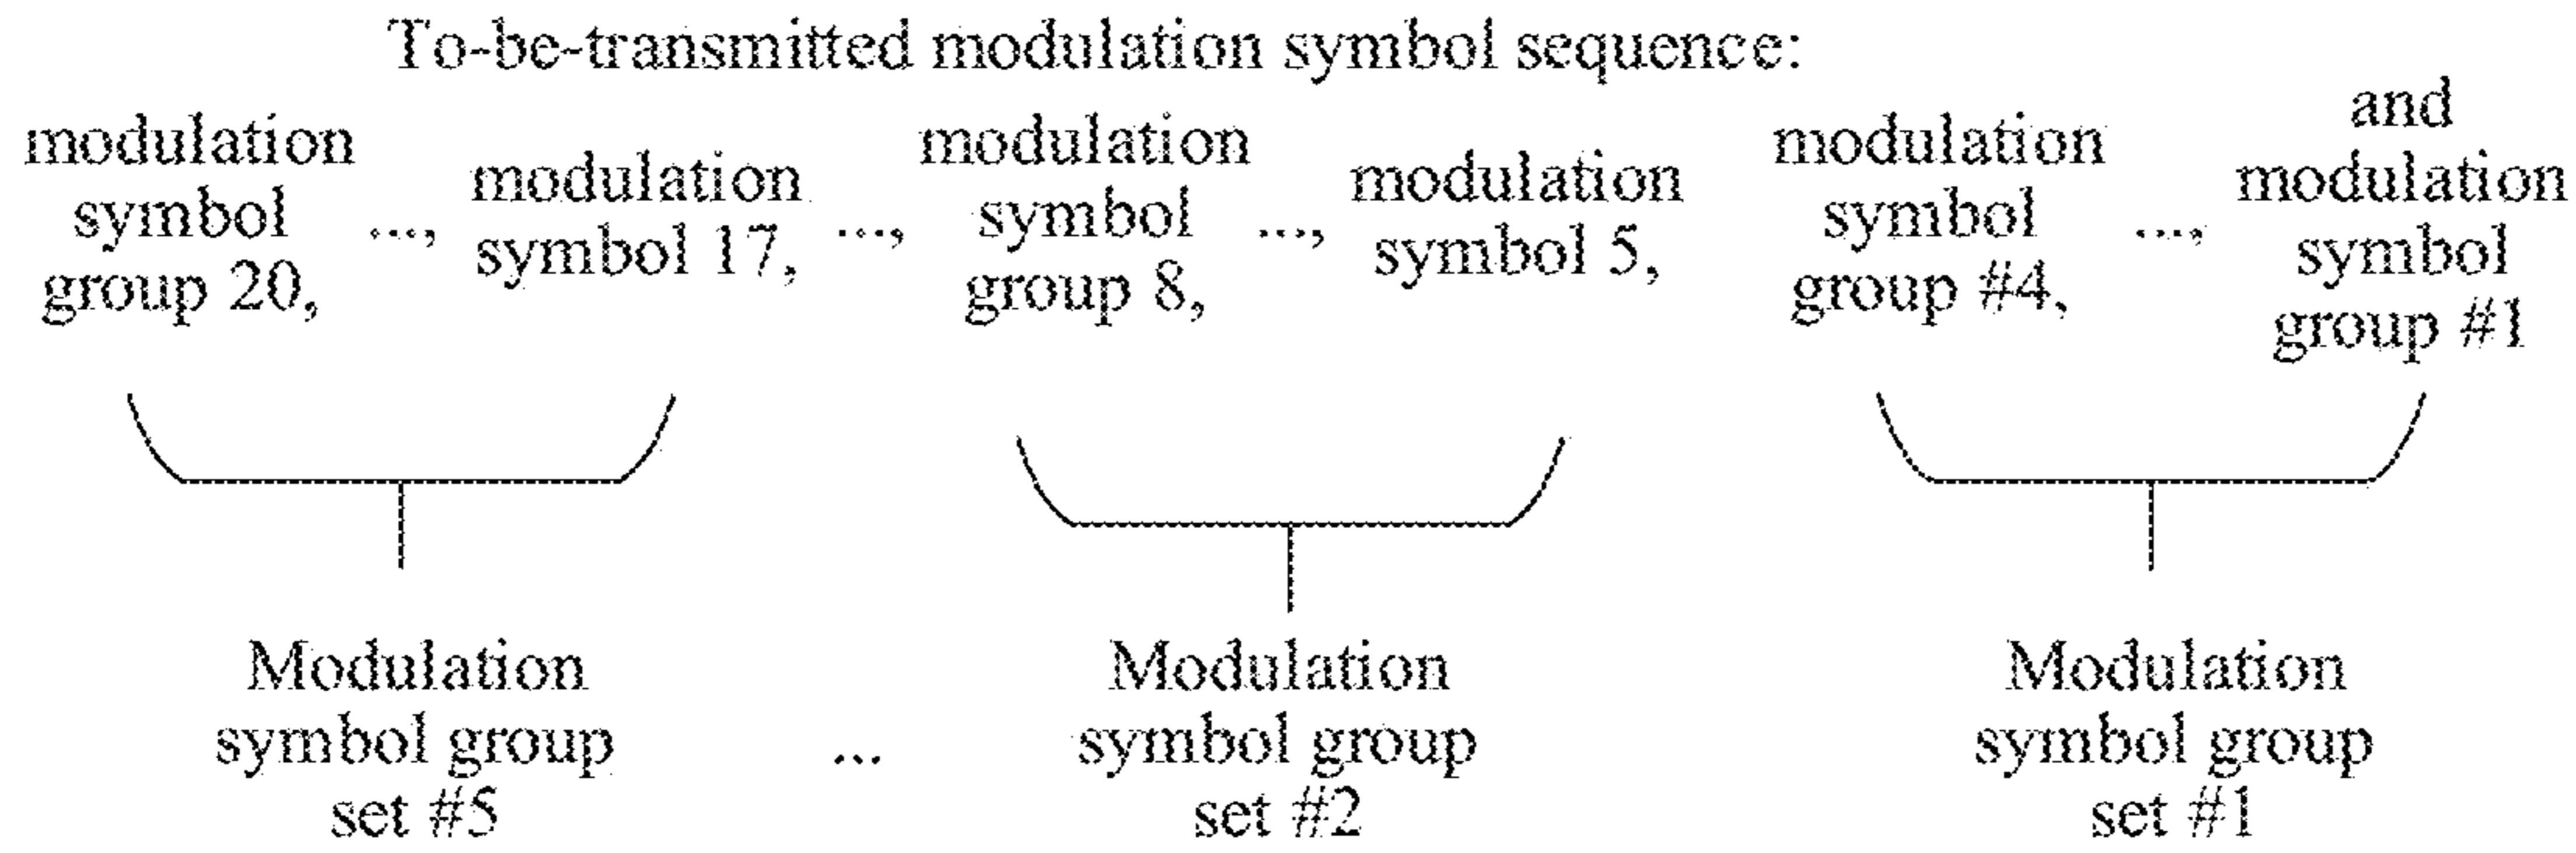 To-be-transmitted modulation symbol sequence:
modulation
symbol
group 20,
...,
modulation
symbol 17,
...,
modulation
symbol
group 8,
...,
modulation
symbol 5,
modulation
symbol
group #4,
...,
and
modulation
symbol
group #1
Modulation
symbol group
set #5
...
Modulation
symbol group
set #2
Modulation
symbol group
set #1